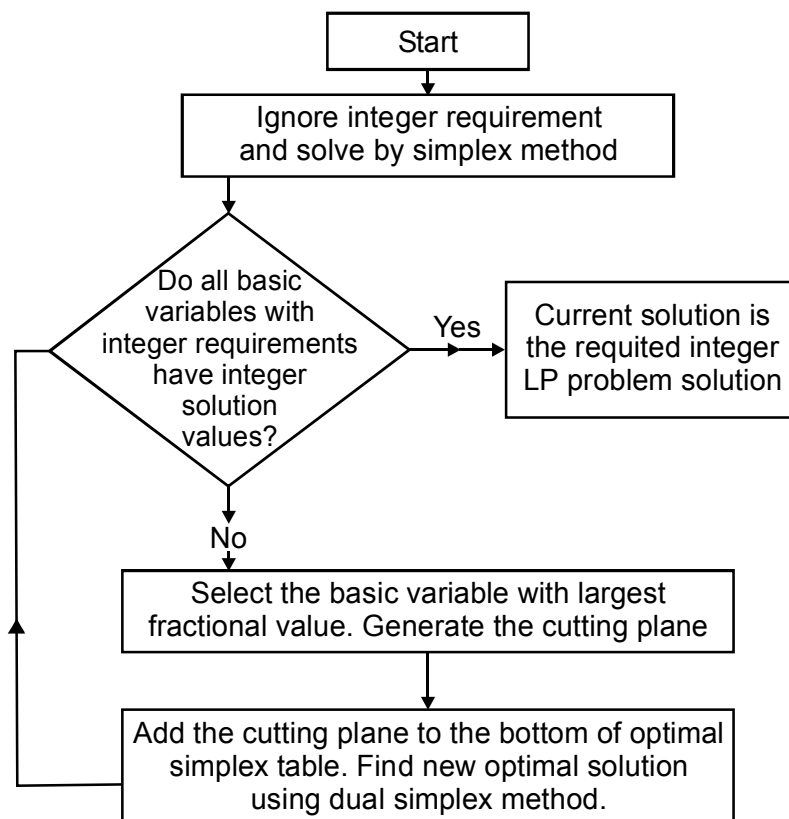 Start
Ignore integer requirement
and solve by simplex method
Do all basic
variables with
integer requirements
have integer
solution
values?
Yes
Current solution is
the requited integer
LP problem solution
No
Select the basic variable with largest
fractional value. Generate the cutting plane
Add the cutting plane to the bottom of optimal
simplex table. Find new optimal solution
using dual simplex method.